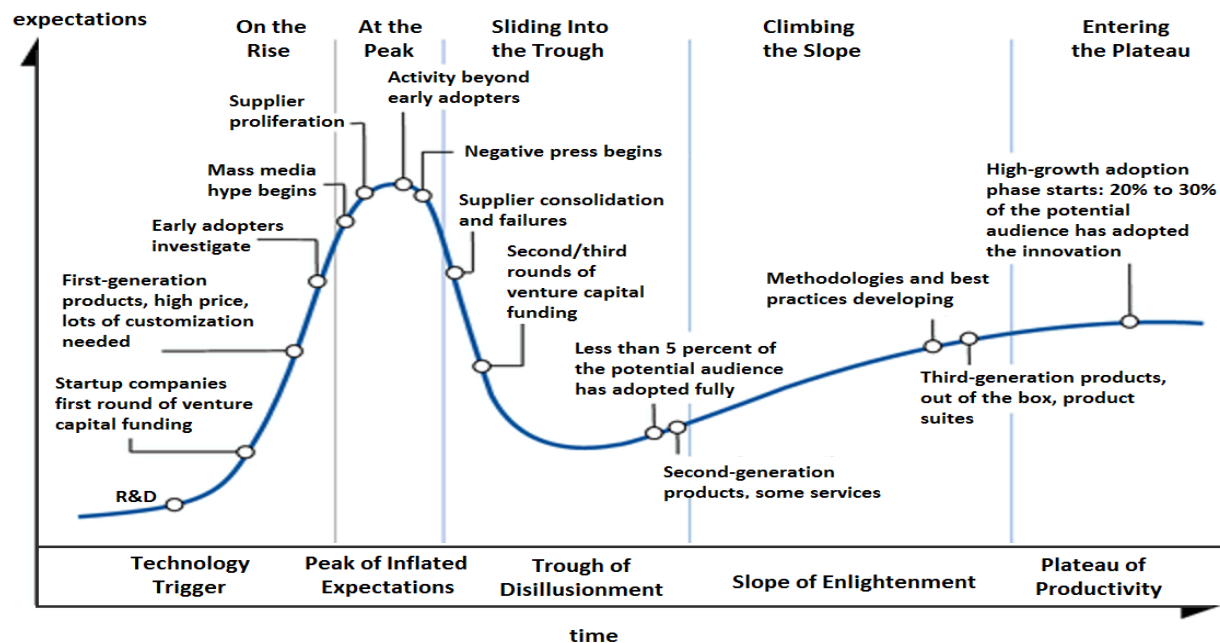 expectations
On the
Rise
At the
Peak
Sliding Into
the Trough
Climbing
the Slope
Entering
the Plateau
Activity beyond
early adopters
Supplier
proliferation
Negative press begins
Mass media
hype begins
High-growth adoption
phase starts: 20% to 30%
of the potential
audience has adopted
the innovation
Supplier consolidation
and failures
Early adopters
investigate
Second/third
rounds of
venture capital
funding
First-generation
products, high price,
lots of customization
needed
Methodologies and best
practices developing
Less than 5 percent of
the potential audience
has adopted fully
Startup companies
first round of venture
capital funding
Third-generation products,
out of the box, product
suites
Second-generation
products, some services
R&D
Technology
Trigger
Peak of Inflated
Expectations
Trough of
Disillusionment
Slope of Enlightenment
Plateau of
Productivity
time